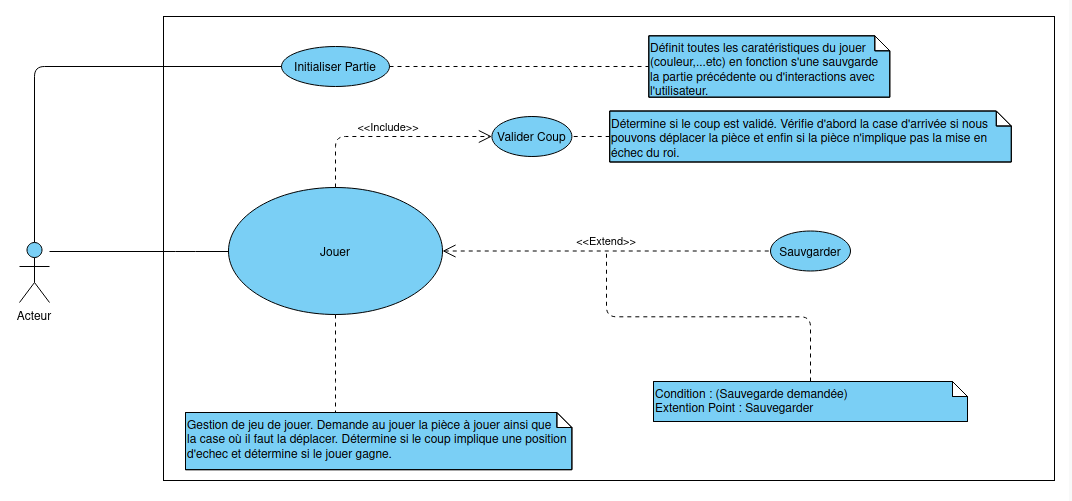 Initialiser Partie
Définit toutes les caratéristiques du jouer
(couleur,...etc) en fonction s'une sauvgarde
la partie précédente ou d'interactions avec
l'utilisateur.
<<Include>>
Valider Coup
Détermine si le coup est validé. Vérifie d'abord la case d'arrivée si nous
pouvons déplacer la pièce et enfin si la pièce n'implique pas la mise en
échec du roi.
Jouer
<<Extend>>
Sauvgarder
Acteur
Condition : (Sauvegarde demandée)
Extention Point : Sauvegarder
Gestion de jeu de jouer. Demande au jouer la pièce à jouer ainsi que
la case où il faut la déplacer. Détermine si le coup implique une position
d'echec et détermine si le jouer gagne.